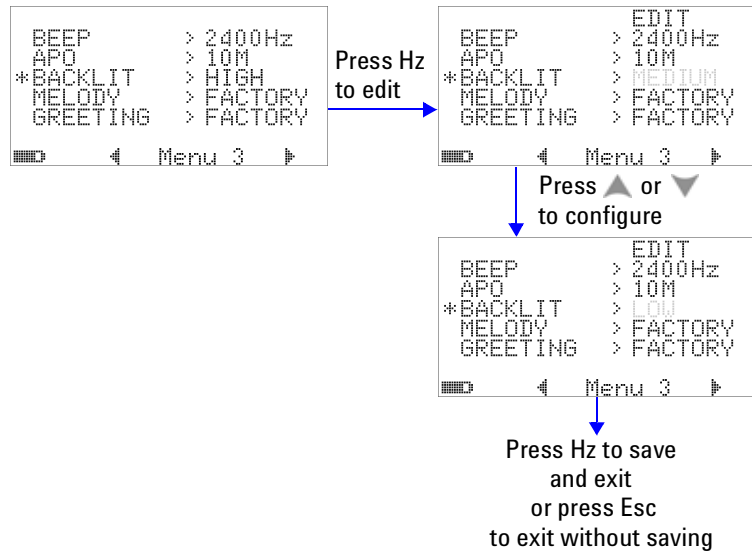 BEEP > 2400Hz
APO > 10M
*BACKLIT > HIGH
MELODY > FACTORY
GREETING > FACTORY
Menu 3
Press Hz
to edit
EDIT
BEEP > 2400Hz
APO > 10M
*BACKLIT > MEDIUM
MELODY > FACTORY
GREETING > FACTORY
Menu 3
Press ▲ or ▼
to configure
EDIT
BEEP > 2400Hz
APO > 10M
*BACKLIT > LOW
MELODY > FACTORY
GREETING > FACTORY
Menu 3
Press Hz to save
and exit
or press Esc
to exit without saving